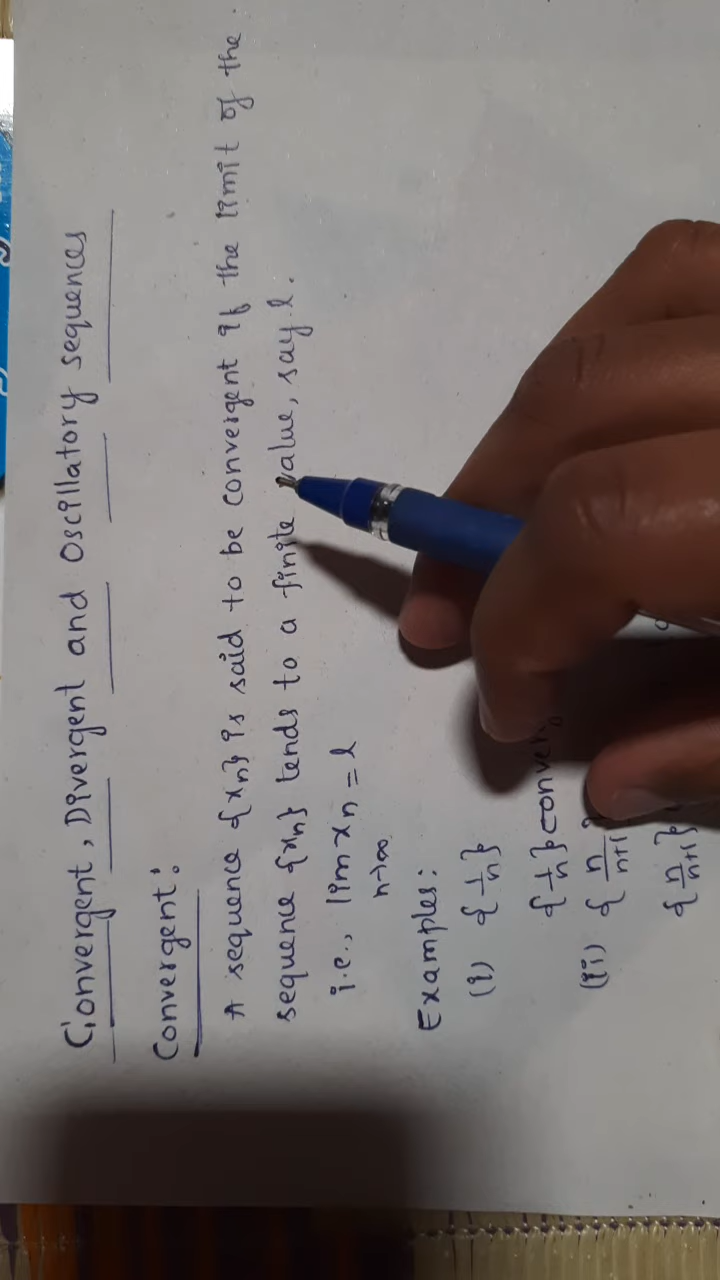 Convergent, Divergent and Oscillatory sequences
Convergent:
A sequence {xn} is said to be convergent if the limit of the
sequence {xn} tends to a finite value, say l.
i.e., lim xn = l
n→∞
Examples:
(i) {1/n}
{1/n}
(ii) {n/n+1}
{n/n+1}